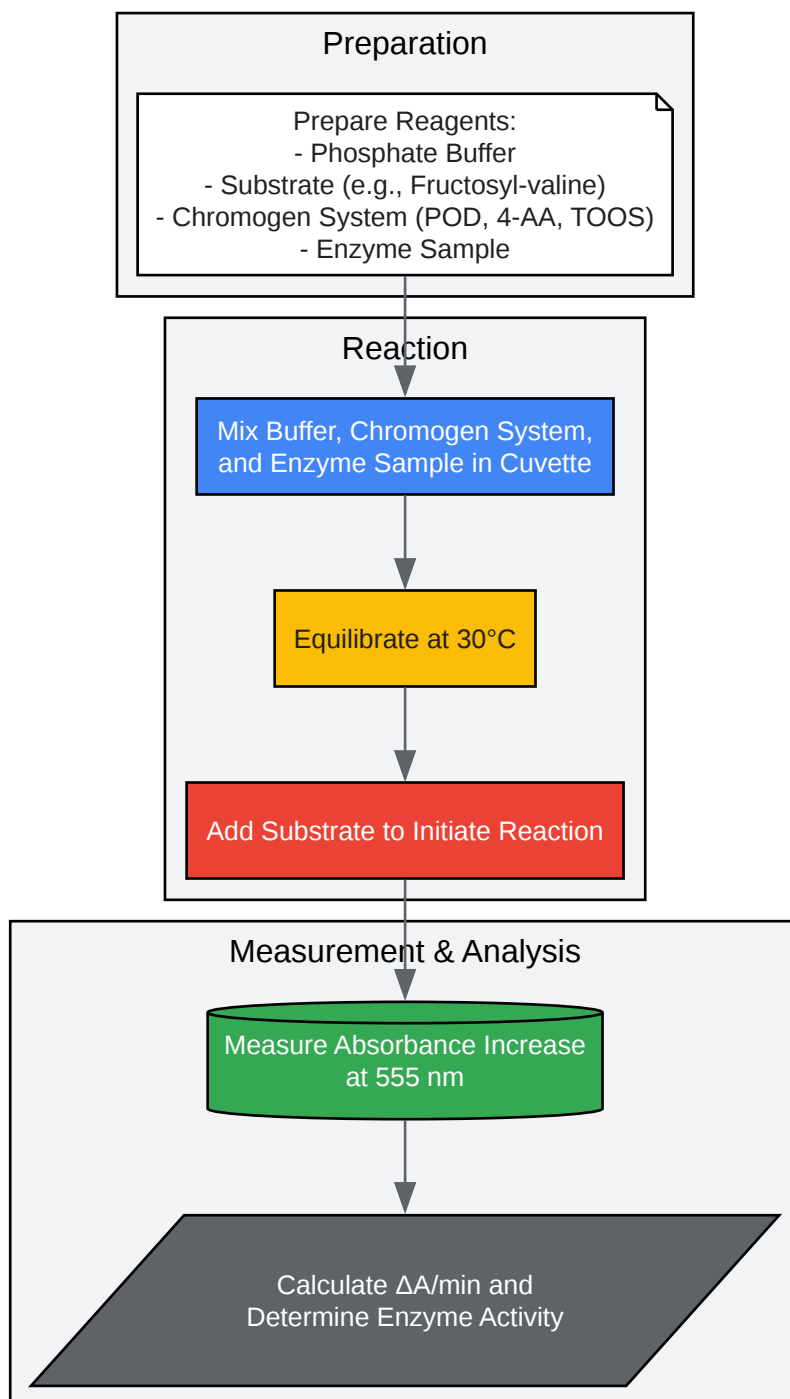 Preparation
Prepare Reagents:
- Phosphate Buffer
- Substrate (e.g., Fructosyl-valine)
- Chromogen System (POD, 4-AA, TOOS)
- Enzyme Sample
Reaction
Mix Buffer, Chromogen System,
and Enzyme Sample in Cuvette
Equilibrate at 30°C
Add Substrate to Initiate Reaction
Measurement & Analysis
Measure Absorbance Increase
at 555 nm
Calculate ΔA/min and
Determine Enzyme Activity